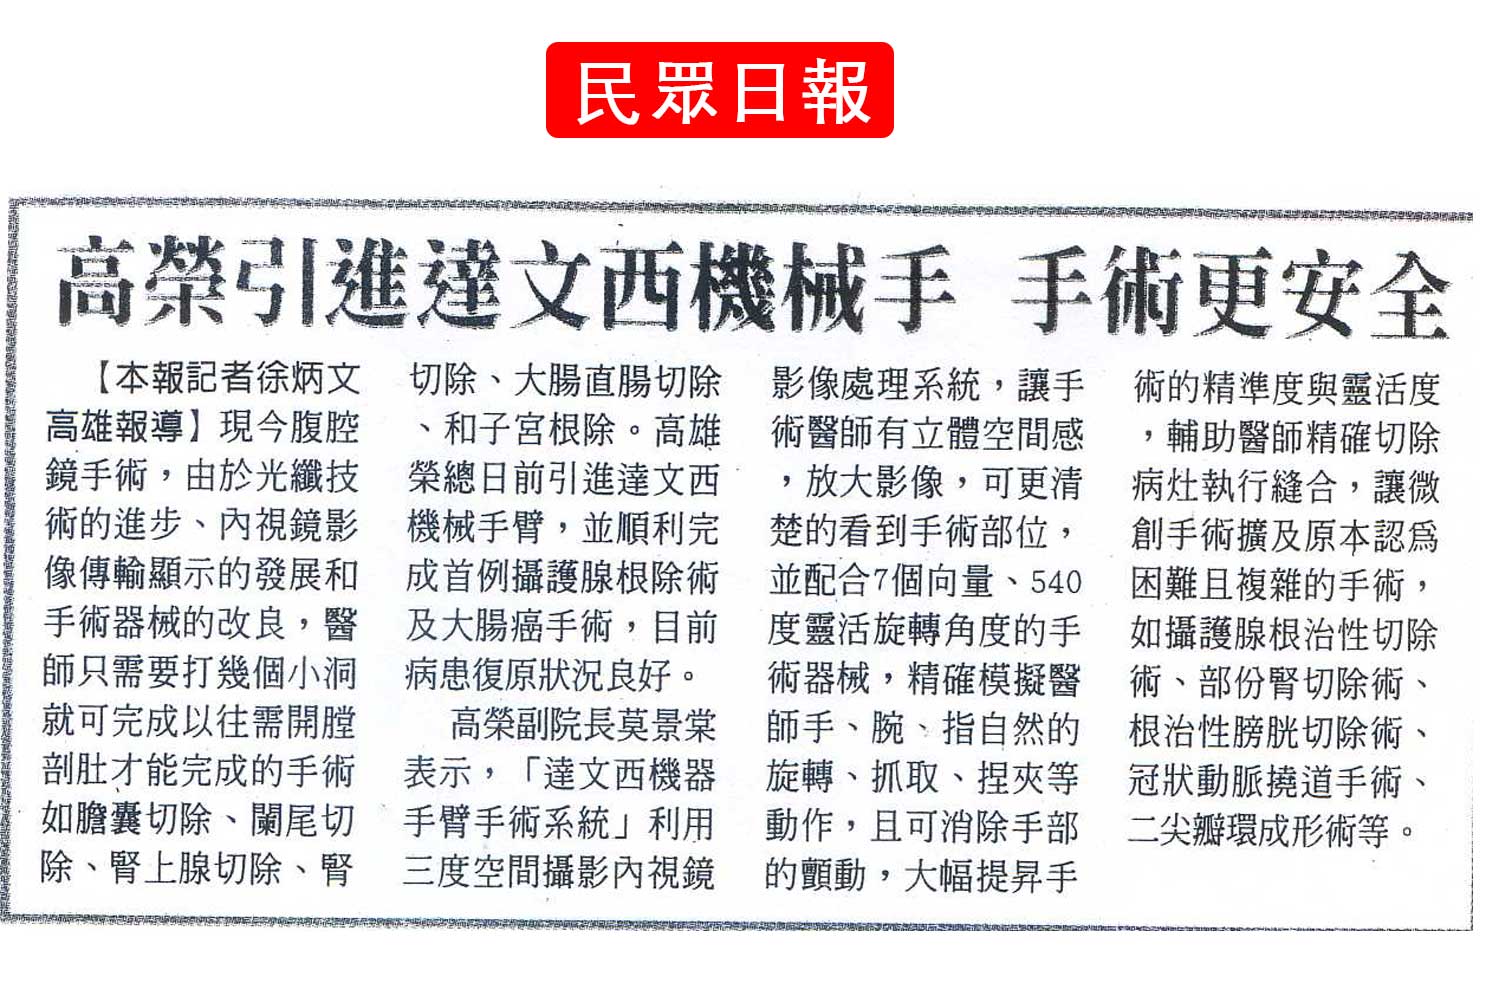 民眾日報
高榮引進達文西機械手 手術更安全
【本報記者徐炳文
高雄報導】現今腹腔
鏡手術，由於光纖技
術的進步、內視鏡影
像傳輸顯示的發展和
手術器械的改良，醫
師只需要打幾個小洞
就可完成以往需開膛
剖肚才能完成的手術
如膽囊切除、闌尾切
除、腎上腺切除、腎
切除、大腸直腸切除
、和子宮根除。高雄
榮總日前引進達文西
機械手臂，並順利完
成首例攝護腺根除術
及大腸癌手術，目前
病患復原狀況良好。
高榮副院長莫景棠
表示，「達文西機器
手臂手術系統」利用
三度空間攝影內視鏡
影像處理系統，讓手
術醫師有立體空間感
，放大影像，可更清
楚的看到手術部位，
並配合7個向量、540
度靈活旋轉角度的手
術器械，精確模擬醫
師手、腕、指自然的
旋轉、抓取、捏夾等
動作，且可消除手部
的顫動，大幅提昇手
術的精準度與靈活度
，輔助醫師精確切除
病灶執行縫合，讓微
創手術擴及原本認為
困難且複雜的手術，
如攝護腺根治性切除
術、部份腎切除術、
根治性膀胱切除術、
冠狀動脈撓道手術、
二尖瓣環成形術等。